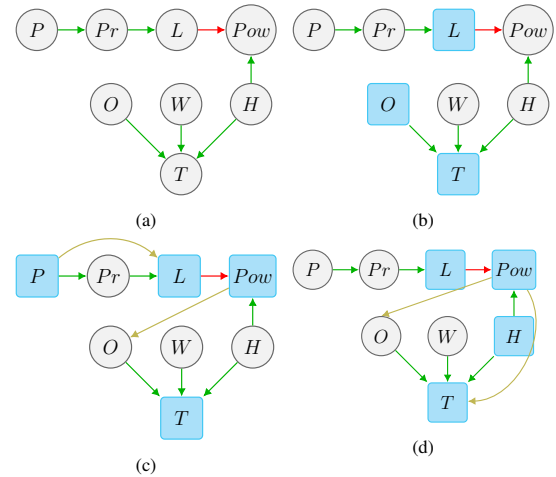 P Pr L Pow P Pr L Pow
O W H O W H
T T
(a) (b)
P Pr L Pow P Pr L Pow
O W H O W H
T T
(c) (d)